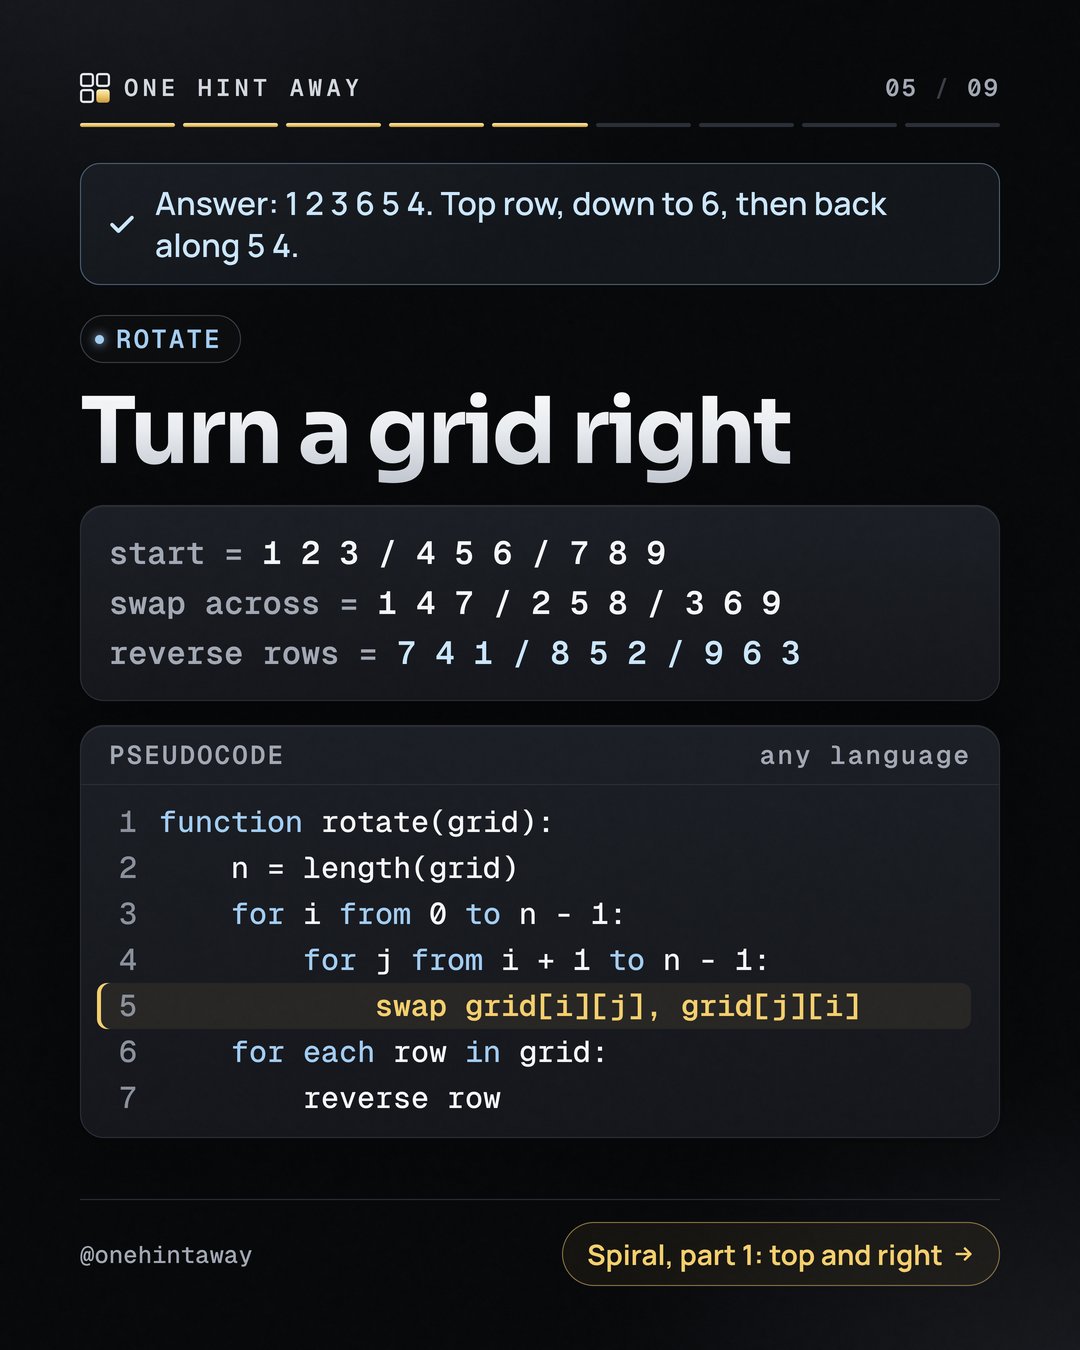 ONE HINT AWAY
05 / 09
Answer: 1 2 3 6 5 4. Top row, down to 6, then back
along 5 4.
ROTATE
Turn a grid right
start = 1 2 3 / 4 5 6 / 7 8 9
swap across = 1 4 7 / 2 5 8 / 3 6 9
reverse rows = 7 4 1 / 8 5 2 / 9 6 3
PSEUDOCODE
any language
1 function rotate(grid):
2     n = length(grid)
3     for i from 0 to n - 1:
4         for j from i + 1 to n - 1:
5             swap grid[i][j], grid[j][i]
6     for each row in grid:
7         reverse row
@onehintaway
Spiral, part 1: top and right →